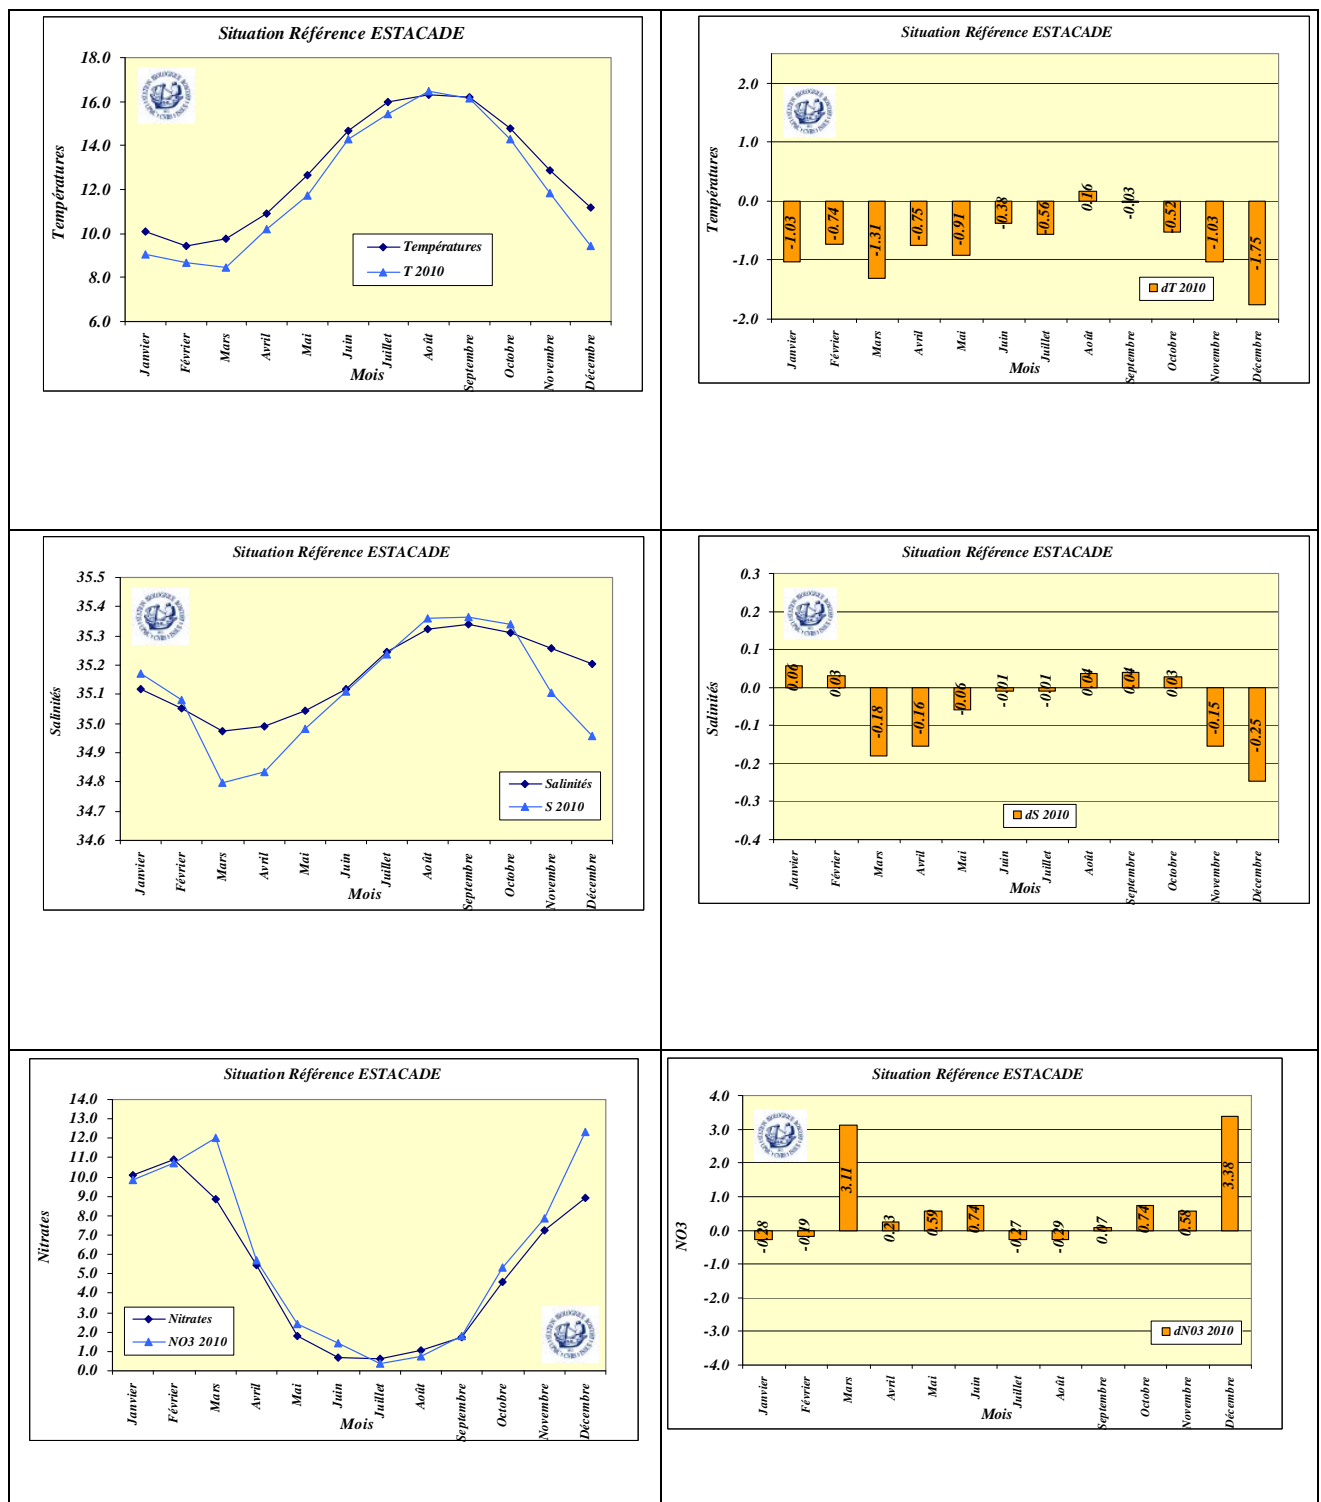 Situation Référence ESTACADE
18.0
16.0
14.0
12.0
10.0
8.0
6.0
Températures
Températures
T 2010
Janvier
Février
Mars
Avril
Mai
Juin
Juillet
Août
Septembre
Octobre
Novembre
Décembre
Mois
Situation Référence ESTACADE
2.0
1.0
0.0
-1.0
-2.0
Températures
-1.03
-0.74
-1.31
-0.75
-0.91
-0.38
-0.56
0.16
-0.03
-0.52
-1.03
-1.75
dT 2010
Janvier
Février
Mars
Avril
Mai
Juin
Juillet
Août
Septembre
Octobre
Novembre
Décembre
Mois
Situation Référence ESTACADE
35.5
35.4
35.3
35.2
35.1
35.0
34.9
34.8
34.7
34.6
Salinités
Salinités
S 2010
Janvier
Février
Mars
Avril
Mai
Juin
Juillet
Août
Septembre
Octobre
Novembre
Décembre
Mois
Situation Référence ESTACADE
0.3
0.2
0.1
0.0
-0.1
-0.2
-0.3
-0.4
Salinités
0.06
0.03
-0.18
-0.16
-0.06
-0.01
-0.01
0.04
0.04
0.03
-0.15
-0.25
dS 2010
Janvier
Février
Mars
Avril
Mai
Juin
Juillet
Août
Septembre
Octobre
Novembre
Décembre
Mois
Situation Référence ESTACADE
14.0
13.0
12.0
11.0
10.0
9.0
8.0
7.0
6.0
5.0
4.0
3.0
2.0
1.0
0.0
Nitrates
Nitrates
NO3 2010
Janvier
Février
Mars
Avril
Mai
Juin
Juillet
Août
Septembre
Octobre
Novembre
Décembre
Mois
Situation Référence ESTACADE
4.0
3.0
2.0
1.0
0.0
-1.0
-2.0
-3.0
-4.0
NO3
-0.28
-0.19
3.11
0.23
0.59
0.74
-0.27
-0.29
0.07
0.74
0.58
3.38
dN03 2010
Janvier
Février
Mars
Avril
Mai
Juin
Juillet
Août
Septembre
Octobre
Novembre
Décembre
Mois